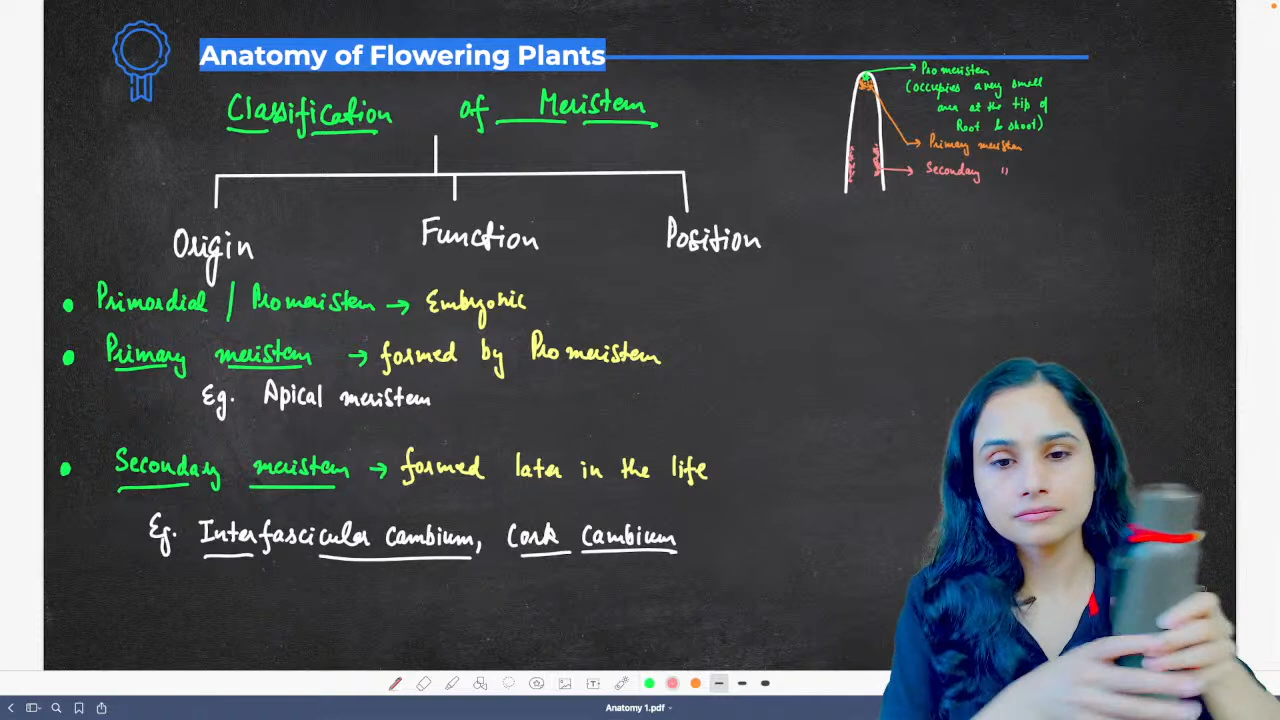 Anatomy of Flowering Plants
Classification of Meristem
Origin
Function
Position
• Primordial / Promeristem → Embryonic
• Primary meristem → formed by Promeristem
Eg. Apical meristem
• Secondary meristem → formed later in the life
Eg. Interfascicular cambium, Cork Cambium
Promeristem
(occupies a very small
area at the tip of
Root & shoot)
Primary meristem
Secondary "
Anatomy 1.pdf